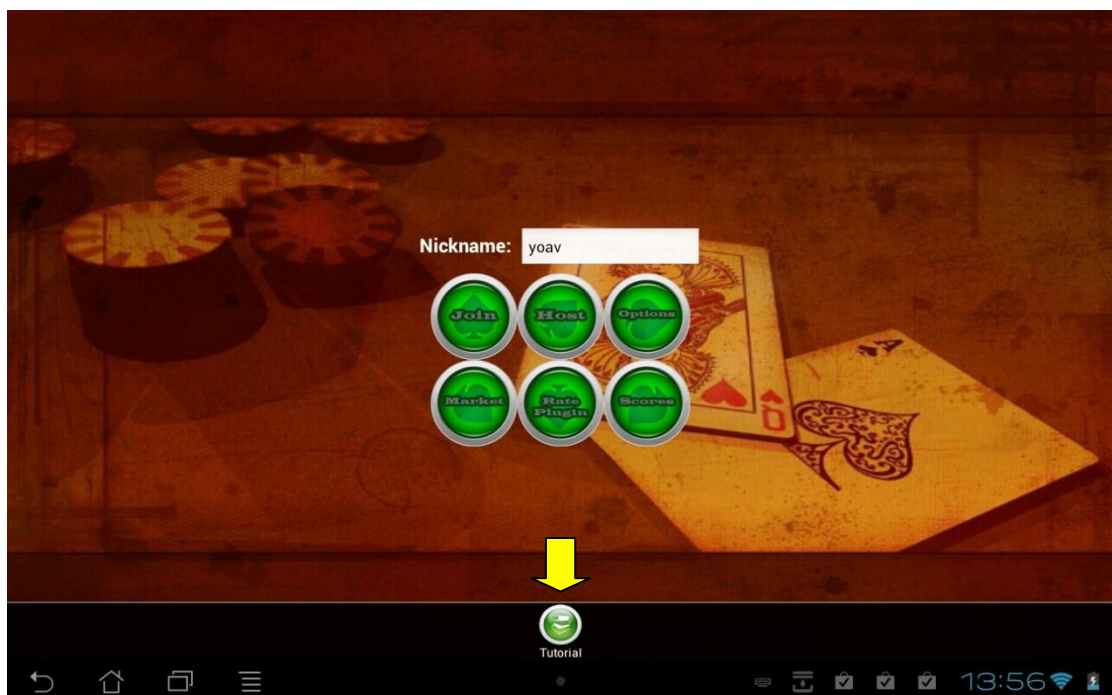 Nickname: yoav
Join Host Options
Market Rate Plugin Scores
Q A
Tutorial
13:56